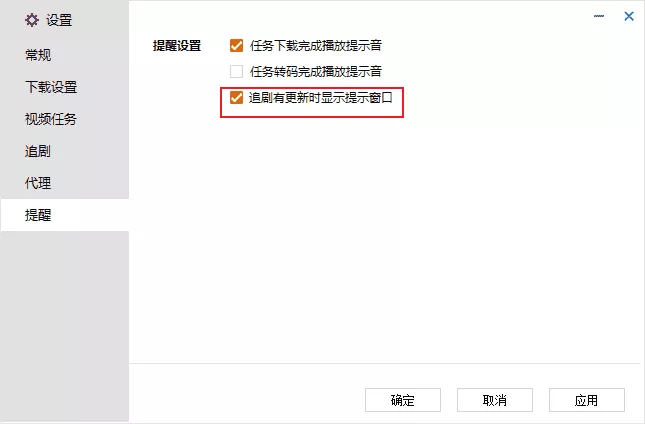 设置
常规
下载设置
视频任务
追剧
代理
提醒
提醒设置
任务下载完成播放提示音
任务转码完成播放提示音
追剧有更新时显示提示窗口
确定
取消
应用